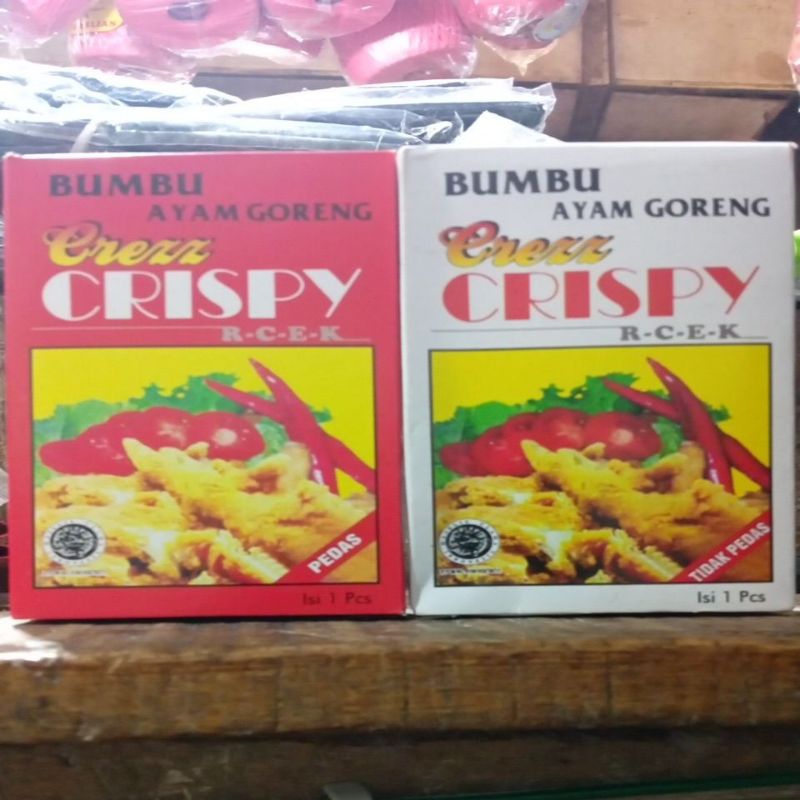 BUMBU
AYAM GORENG
Crezz
CRISPY
R-C-E-K
PEDAS
Isi 1 Pcs
BUMBU
AYAM GORENG
Crezz
CRISPY
R-C-E-K
TIDAK PEDAS
Isi 1 Pcs